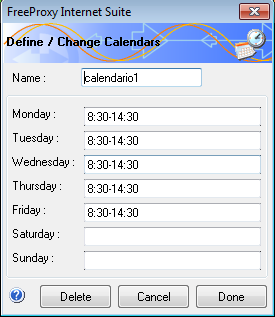 FreeProxy Internet Suite
Define / Change Calendars
Name : calendario1
Monday : 8:30-14:30
Tuesday : 8:30-14:30
Wednesday : 8:30-14:30
Thursday : 8:30-14:30
Friday : 8:30-14:30
Saturday :
Sunday :
Delete Cancel Done